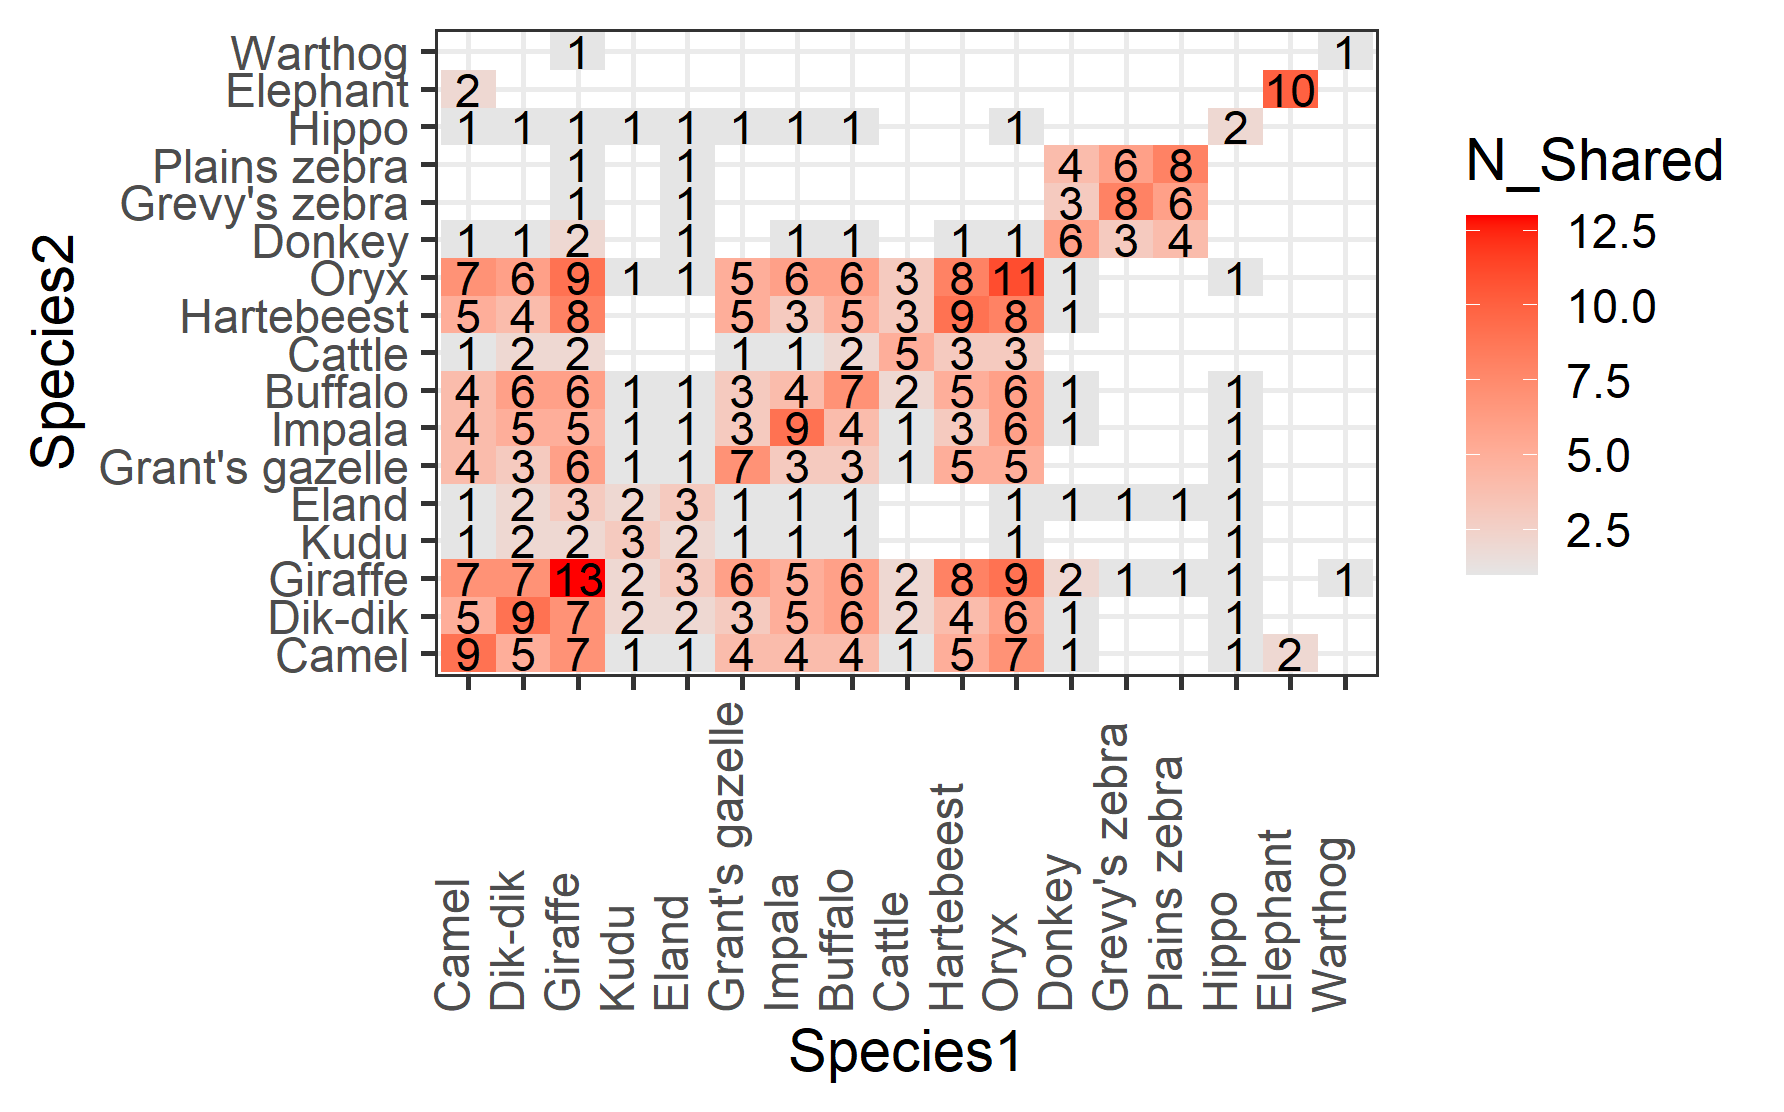 Warthog 1 1
Elephant 2 10
Hippo 1 1 1 1 1 1 1 1 1 2
Plains zebra 1 1 4 6 8
Grevy's zebra 1 1 3 8 6
Donkey 1 1 2 1 1 1 1 1 6 3 4
Oryx 7 6 9 1 1 5 6 6 3 8 11 1 1
Hartebeest 5 4 8 5 3 5 3 9 8 1
Cattle 1 2 2 1 1 2 5 3 3
Buffalo 4 6 6 1 1 3 4 7 2 5 6 1 1
Impala 4 5 5 1 1 3 9 4 1 3 6 1 1
Grant's gazelle 4 3 6 1 1 7 3 3 1 5 5 1
Eland 1 2 3 2 3 1 1 1 1 1 1 1 1
Kudu 1 2 2 3 2 1 1 1 1 1
Giraffe 7 7 13 2 3 6 5 6 2 8 9 2 1 1 1 1
Dik-dik 5 9 7 2 2 3 5 6 2 4 6 1 1
Camel 9 5 7 1 1 4 4 4 1 5 7 1 1 2
Species2
Camel
Dik-dik
Giraffe
Kudu
Eland
Grant's gazelle
Impala
Buffalo
Cattle
Hartebeest
Oryx
Donkey
Grevy's zebra
Plains zebra
Hippo
Elephant
Warthog
Species1
N_Shared
12.5
10.0
7.5
5.0
2.5